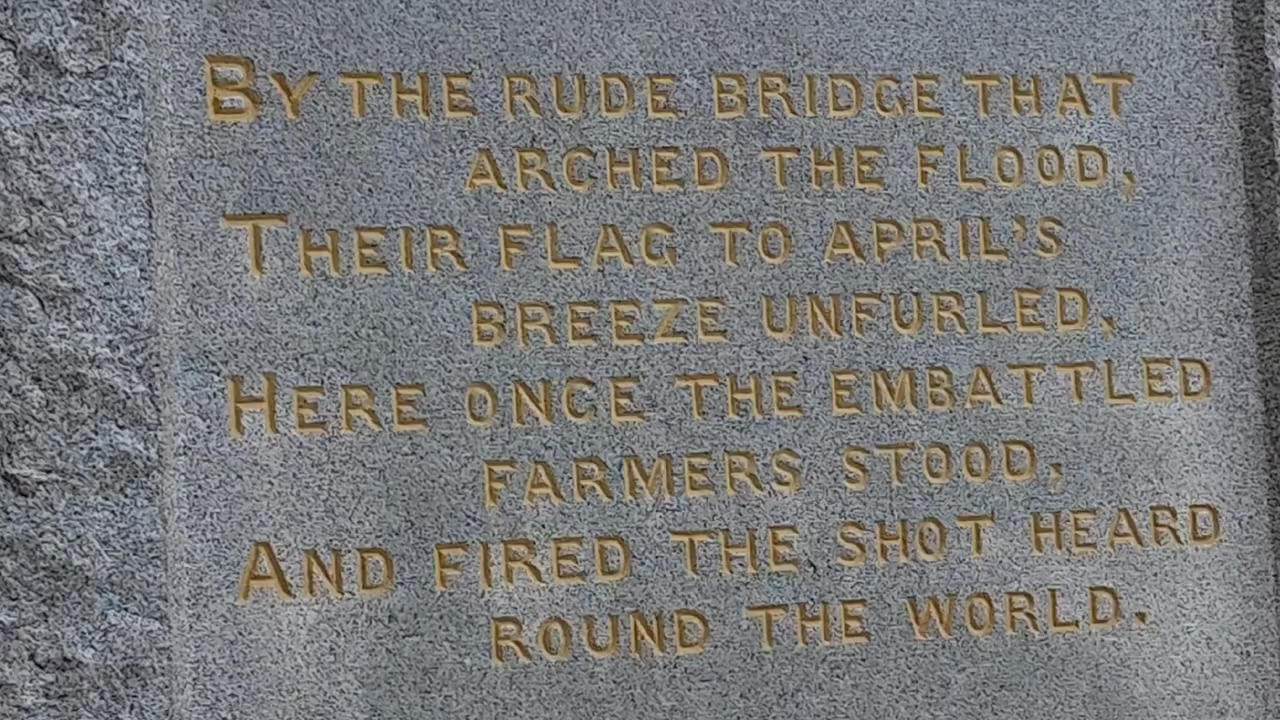 BY THE RUDE BRIDGE THAT
ARCHED THE FLOOD,
THEIR FLAG TO APRIL'S
BREEZE UNFURLED,
HERE ONCE THE EMBATTLED
FARMERS STOOD,
AND FIRED THE SHOT HEARD
ROUND THE WORLD.